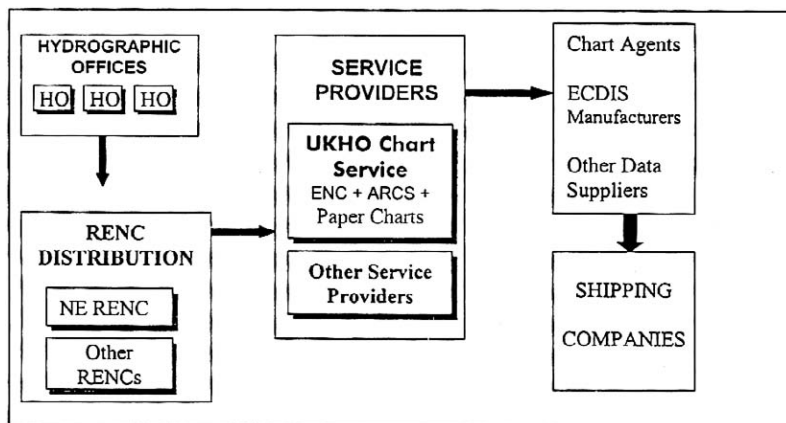 HYDROGRAPHIC
OFFICES
HO HO HO
RENC
DISTRIBUTION
NE RENC
Other
RENCs
SERVICE
PROVIDERS
UKHO Chart
Service
ENC + ARCS +
Paper Charts
Other Service
Providers
Chart Agents
ECDIS
Manufacturers
Other Data
Suppliers
SHIPPING
COMPANIES